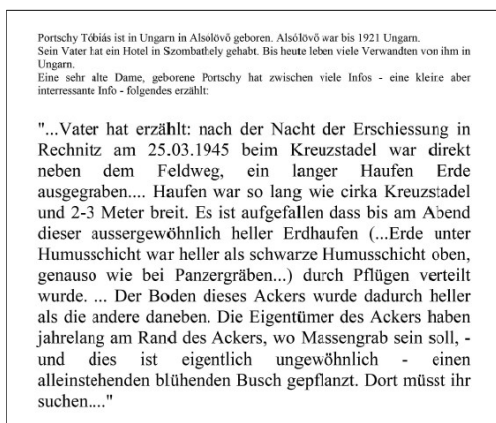 Portschy Tóbiás ist in Ungarn in Alsolövő geboren. Alsólövő war bis 1921 Ungarn.
Sein Vater hat ein Hotel in Szombathely gehabt. Bis heute leben viele Verwandten von ihm in
Ungarn.
Eine sehr alte Dame, geborene Portschy hat zwischen viele Infos - eine kleire aber
interressante Info - folgendes erzählt:
"...Vater hat erzählt: nach der Nacht der Erschiessung in
Rechnitz am 25.03.1945 beim Kreuzstadel war direkt
neben dem Feldweg, ein langer Haufen Erde
ausgegraben.... Haufen war so lang wie cirka Kreuzstadel
und 2-3 Meter breit. Es ist aufgefallen dass bis am Abend
dieser aussergewöhnlich heller Erdhaufen (...Erde unter
Humusschicht war heller als schwarze Humusschicht oben,
genauso wie bei Panzergräben...) durch Pflügen verteilt
wurde. ... Der Boden dieses Ackers wurde dadurch heller
als die andere daneben. Die Eigentümer des Ackers haben
jahrelang am Rand des Ackers, wo Massengrab sein soll, -
und dies ist eigentlich ungewöhnlich - einen
alleinstehenden blühenden Busch gepflanzt. Dort müsst ihr
suchen...."